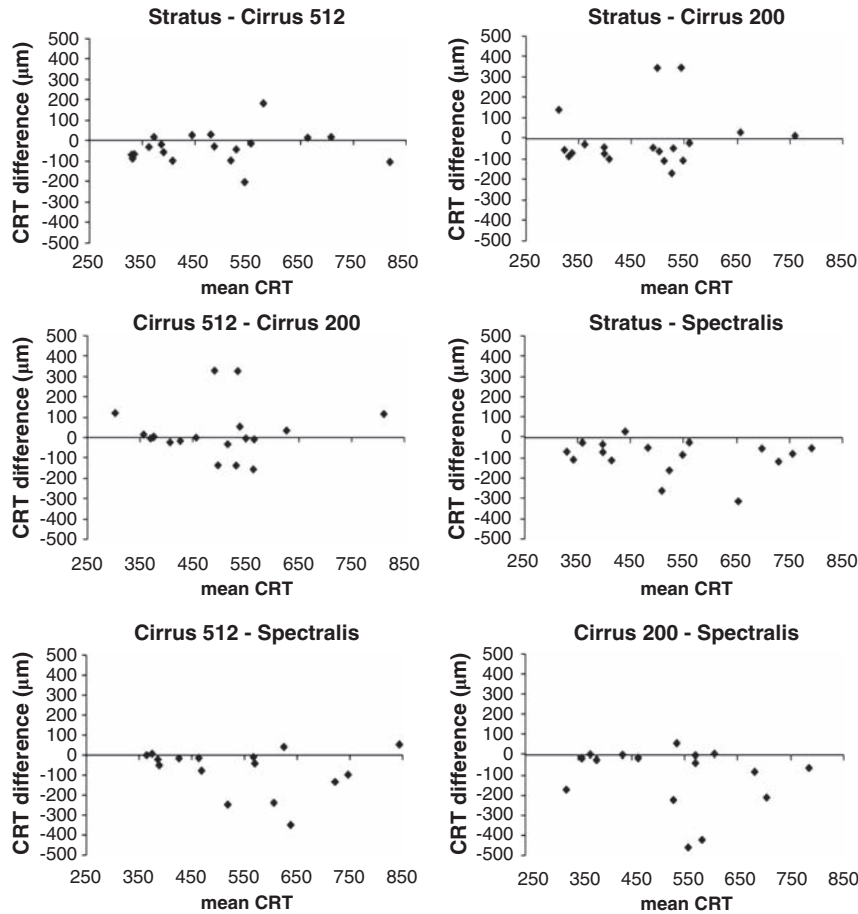 Stratus - Cirrus 512
CRT difference (μm)
500
400
300
200
100
0
-100
-200
-300
-400
-500
250 350 450 550 650 750 850
mean CRT
Stratus - Cirrus 200
CRT difference (μm)
500
400
300
200
100
0
-100
-200
-300
-400
-500
250 350 450 550 650 750 850
mean CRT
Cirrus 512 - Cirrus 200
CRT difference (μm)
500
400
300
200
100
0
-100
-200
-300
-400
-500
250 350 450 550 650 750 850
mean CRT
Stratus - Spectralis
CRT difference (μm)
500
400
300
200
100
0
-100
-200
-300
-400
-500
250 350 450 550 650 750 850
mean CRT
Cirrus 512 - Spectralis
CRT difference (μm)
500
400
300
200
100
0
-100
-200
-300
-400
-500
250 350 450 550 650 750 850
mean CRT
Cirrus 200 - Spectralis
CRT difference (μm)
500
400
300
200
100
0
-100
-200
-300
-400
-500
250 350 450 550 650 750 850
mean CRT